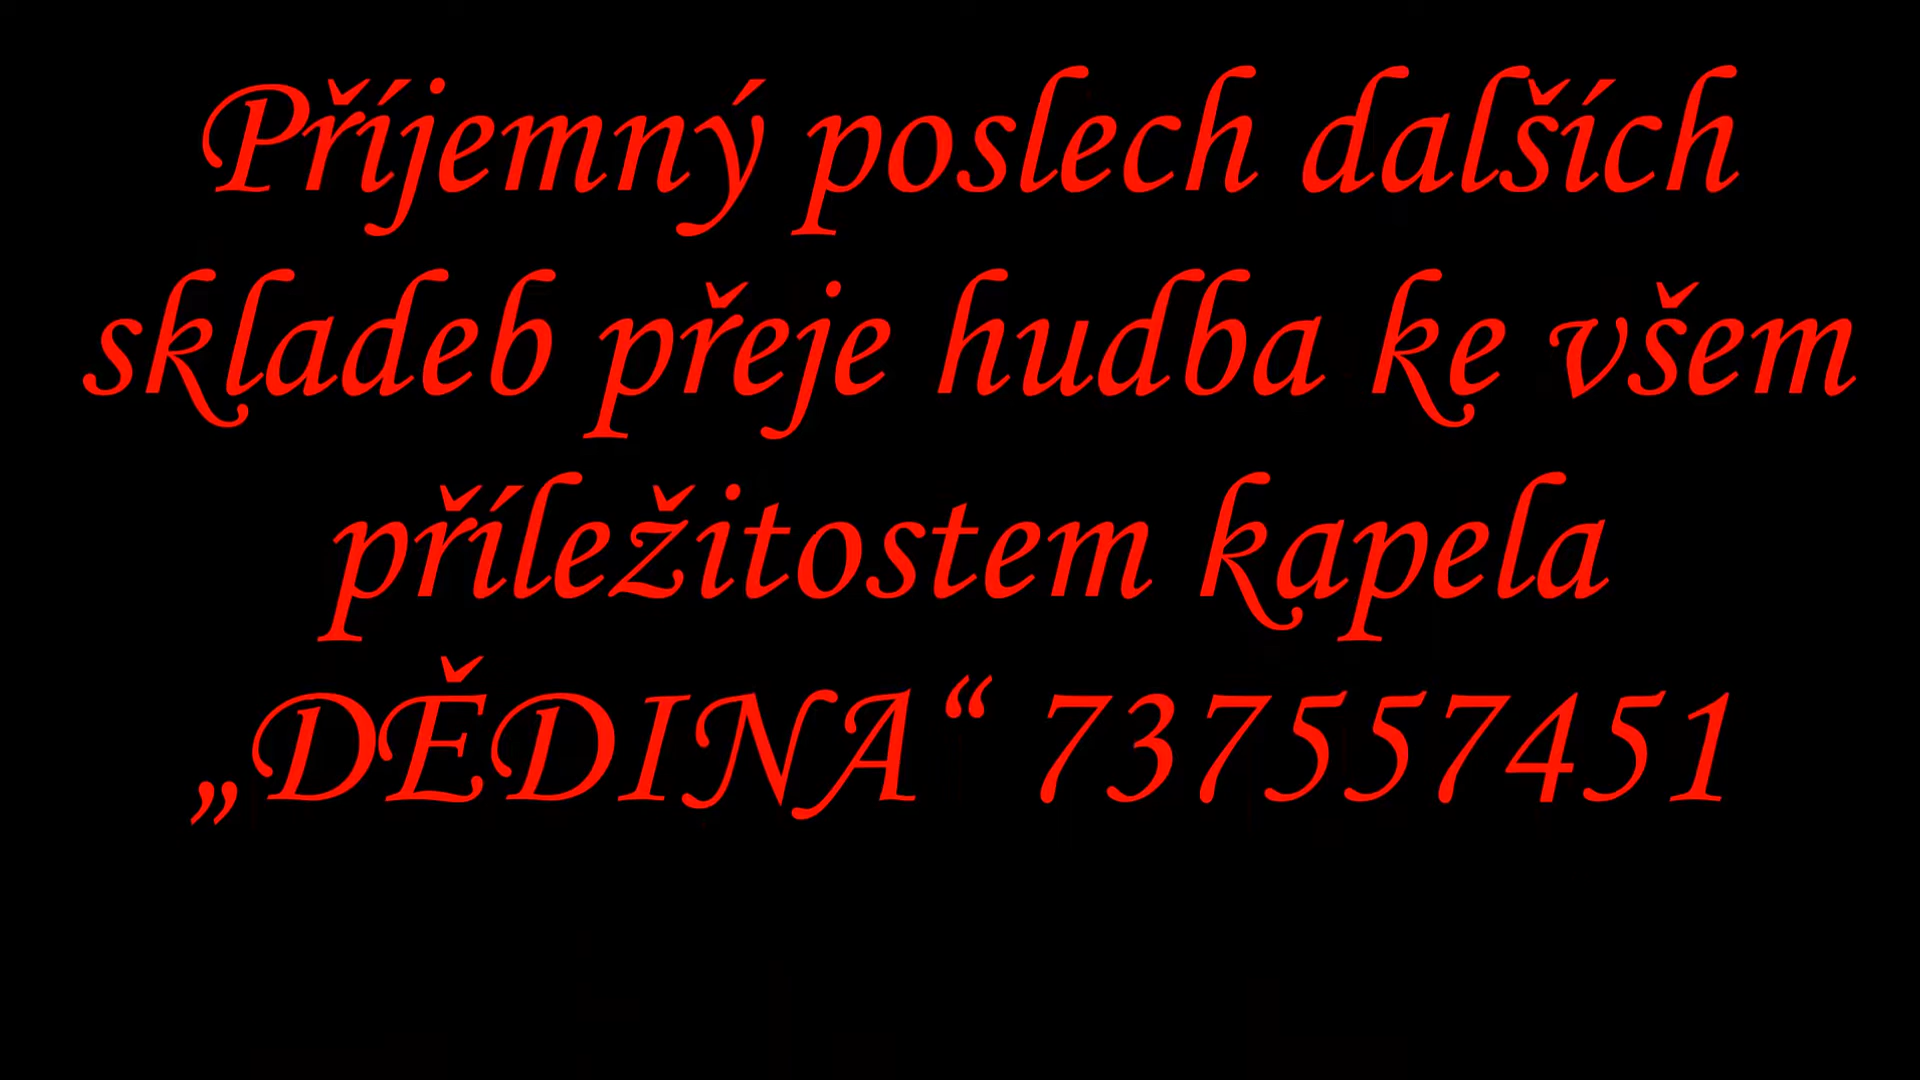 Příjemný poslech dalších
skladeb přeje hudba ke všem
příležitostem kapela
„DĚDINA“ 737557451